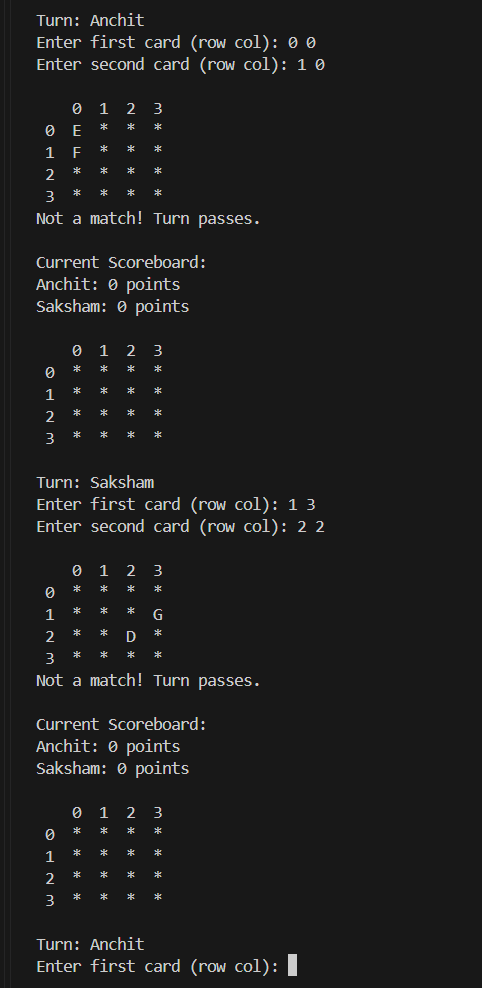 Turn: Anchit
Enter first card (row col): 0 0
Enter second card (row col): 1 0

    0  1  2  3
 0  E  *  *  *
 1  F  *  *  *
 2  *  *  *  *
 3  *  *  *  *
Not a match! Turn passes.

Current Scoreboard:
Anchit: 0 points
Saksham: 0 points

    0  1  2  3
 0  *  *  *  *
 1  *  *  *  *
 2  *  *  *  *
 3  *  *  *  *

Turn: Saksham
Enter first card (row col): 1 3
Enter second card (row col): 2 2

    0  1  2  3
 0  *  *  *  *
 1  *  *  *  G
 2  *  *  D  *
 3  *  *  *  *
Not a match! Turn passes.

Current Scoreboard:
Anchit: 0 points
Saksham: 0 points

    0  1  2  3
 0  *  *  *  *
 1  *  *  *  *
 2  *  *  *  *
 3  *  *  *  *

Turn: Anchit
Enter first card (row col):